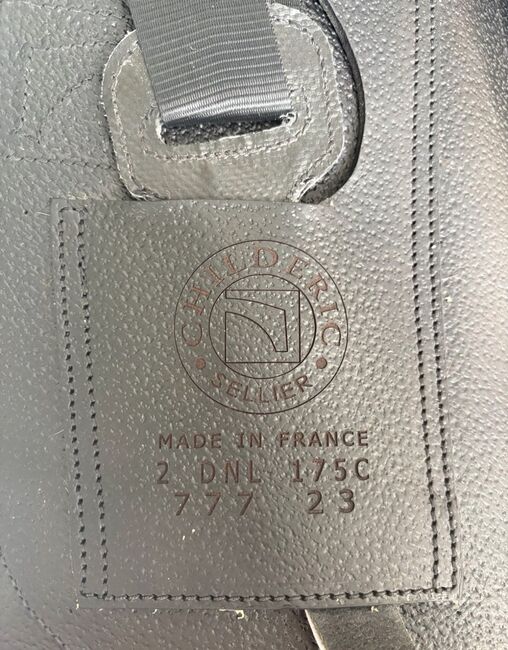 CHILDERIC
SELLIER
MADE IN FRANCE
2 DNL 175C
777 23